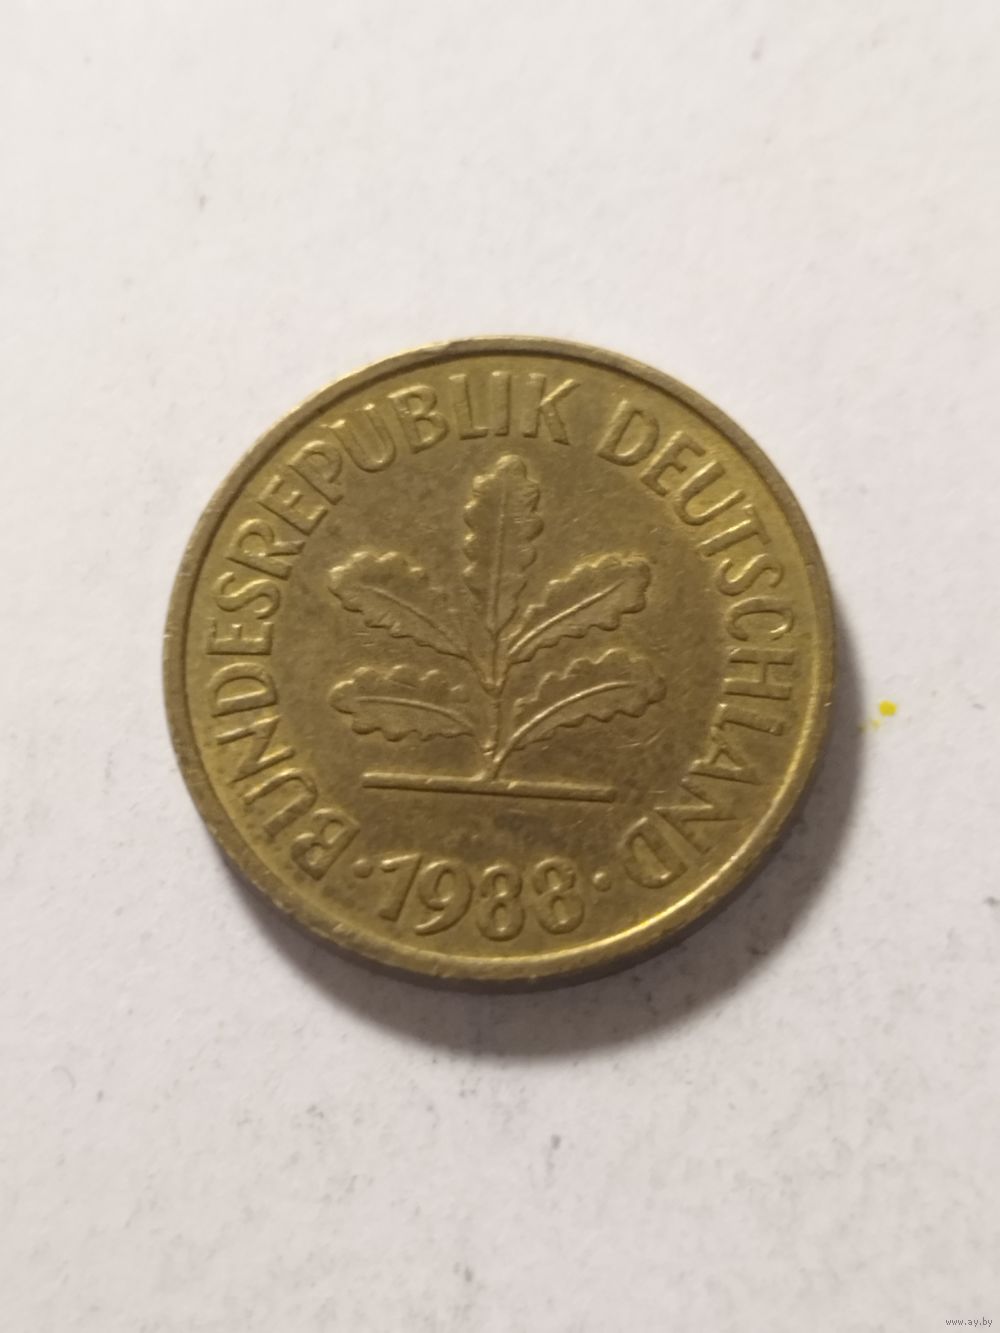 BUNDESREPUBLIK DEUTSCHLAND
· 1988 ·
www.ay.by